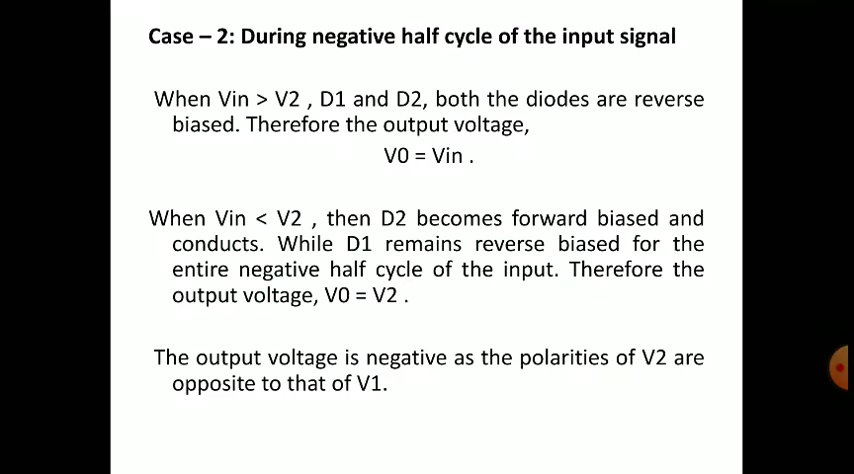 Case – 2: During negative half cycle of the input signal
When Vin > V2 , D1 and D2, both the diodes are reverse
biased. Therefore the output voltage,
V0 = Vin .
When Vin < V2 , then D2 becomes forward biased and
conducts. While D1 remains reverse biased for the
entire negative half cycle of the input. Therefore the
output voltage, V0 = V2 .
The output voltage is negative as the polarities of V2 are
opposite to that of V1.